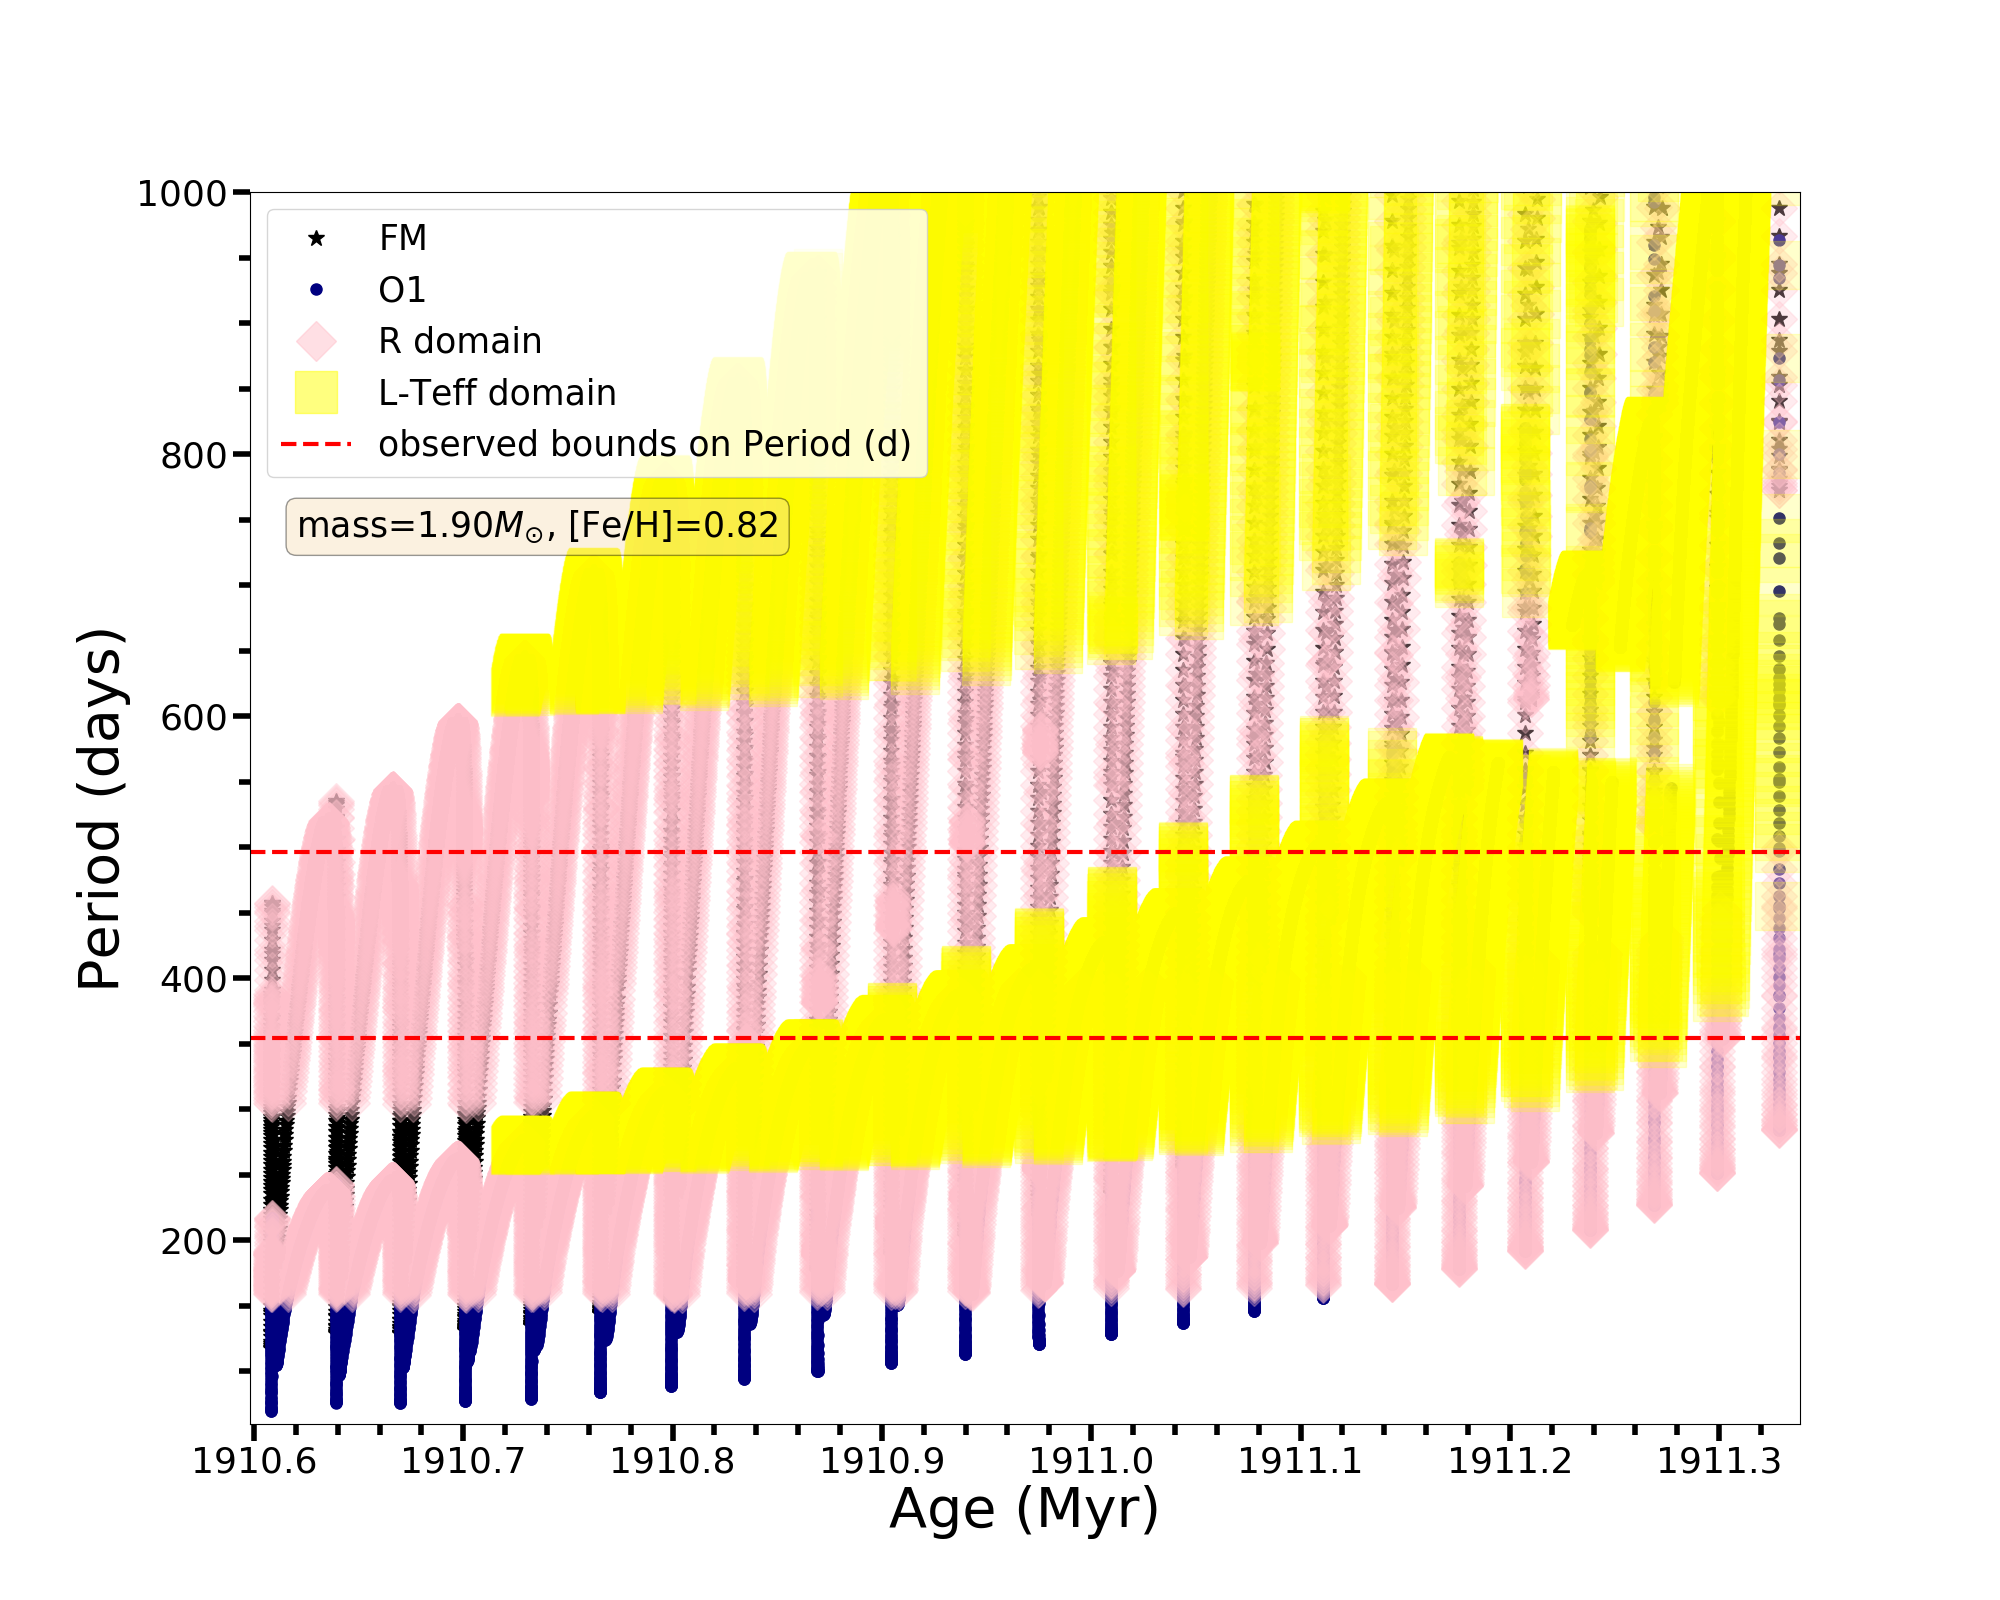 1000
800
600
400
200
Period (days)
FM
O1
R domain
L-Teff domain
observed bounds on Period (d)
mass=1.90M⊙, [Fe/H]=0.82
1910.6 1910.7 1910.8 1910.9 1911.0 1911.1 1911.2 1911.3
Age (Myr)